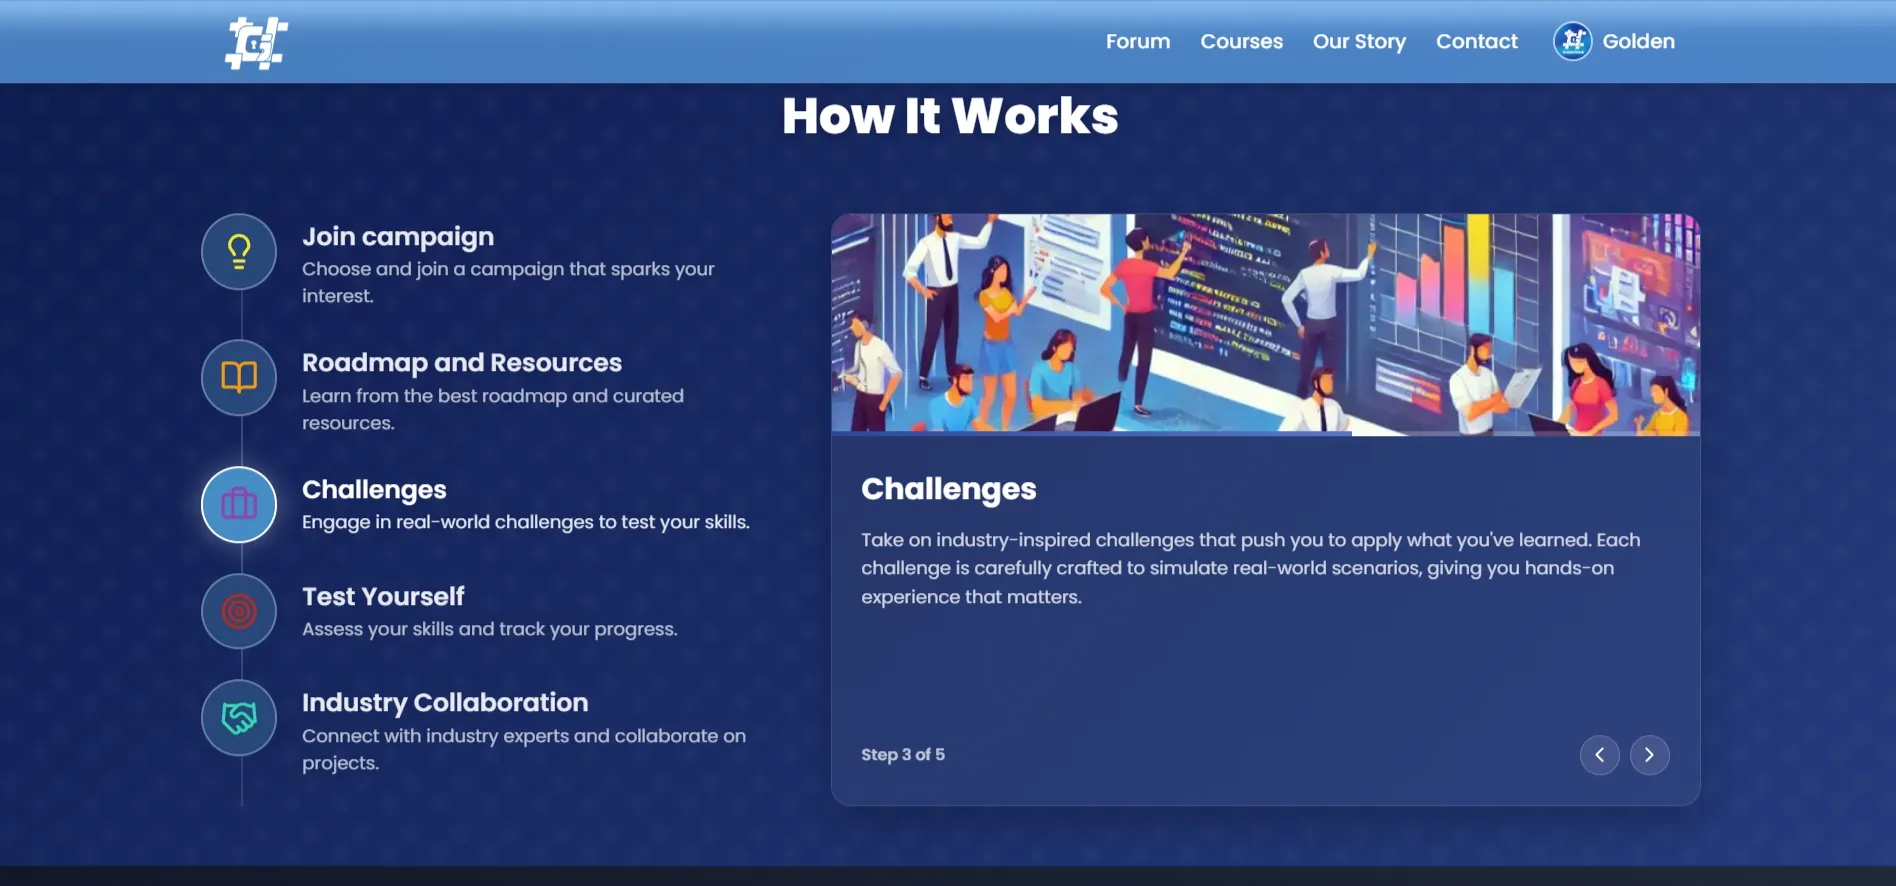 Forum Courses Our Story Contact Golden
How It Works
Join campaign
Choose and join a campaign that sparks your
interest.
Roadmap and Resources
Learn from the best roadmap and curated
resources.
Challenges
Engage in real-world challenges to test your skills.
Test Yourself
Assess your skills and track your progress.
Industry Collaboration
Connect with industry experts and collaborate on
projects.
Challenges
Take on industry-inspired challenges that push you to apply what you've learned. Each
challenge is carefully crafted to simulate real-world scenarios, giving you hands-on
experience that matters.
Step 3 of 5